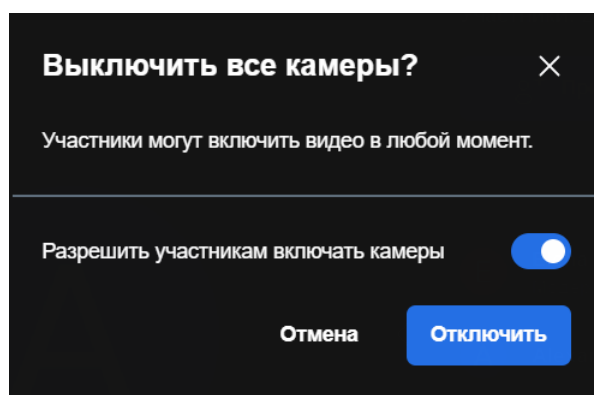 Выключить все камеры?
Участники могут включить видео в любой момент.
Разрешить участникам включать камеры
Отмена
Отключить